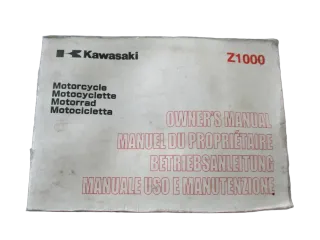 Kawasaki
Z1000
Motorcycle
Motocyclette
Motorrad
Motocicletta
OWNER'S MANUAL
MANUEL DU PROPRIÉTAIRE
BETRIEBSANLEITUNG
MANUALE USO E MANUTENZIONE